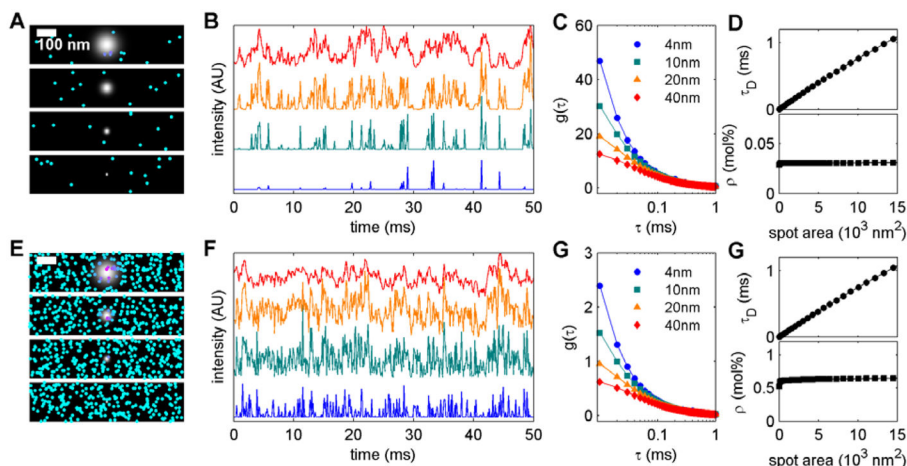 A
100 nm
B
intensity (AU)
0 10 20 30 40 50
time (ms)
C
g(τ)
60
40
20
0
4nm
10nm
20nm
40nm
0.1 1
τ (ms)
D
τD (ms)
1
0
ρ (mol%)
0.05
0
0 5 10 15
spot area (10³ nm²)
E
F
intensity (AU)
0 10 20 30 40 50
time (ms)
G
g(τ)
3
2
1
0
4nm
10nm
20nm
40nm
0.1 1
τ (ms)
G
τD (ms)
1
0
ρ (mol%)
1
0.5
0
0 5 10 15
spot area (10³ nm²)